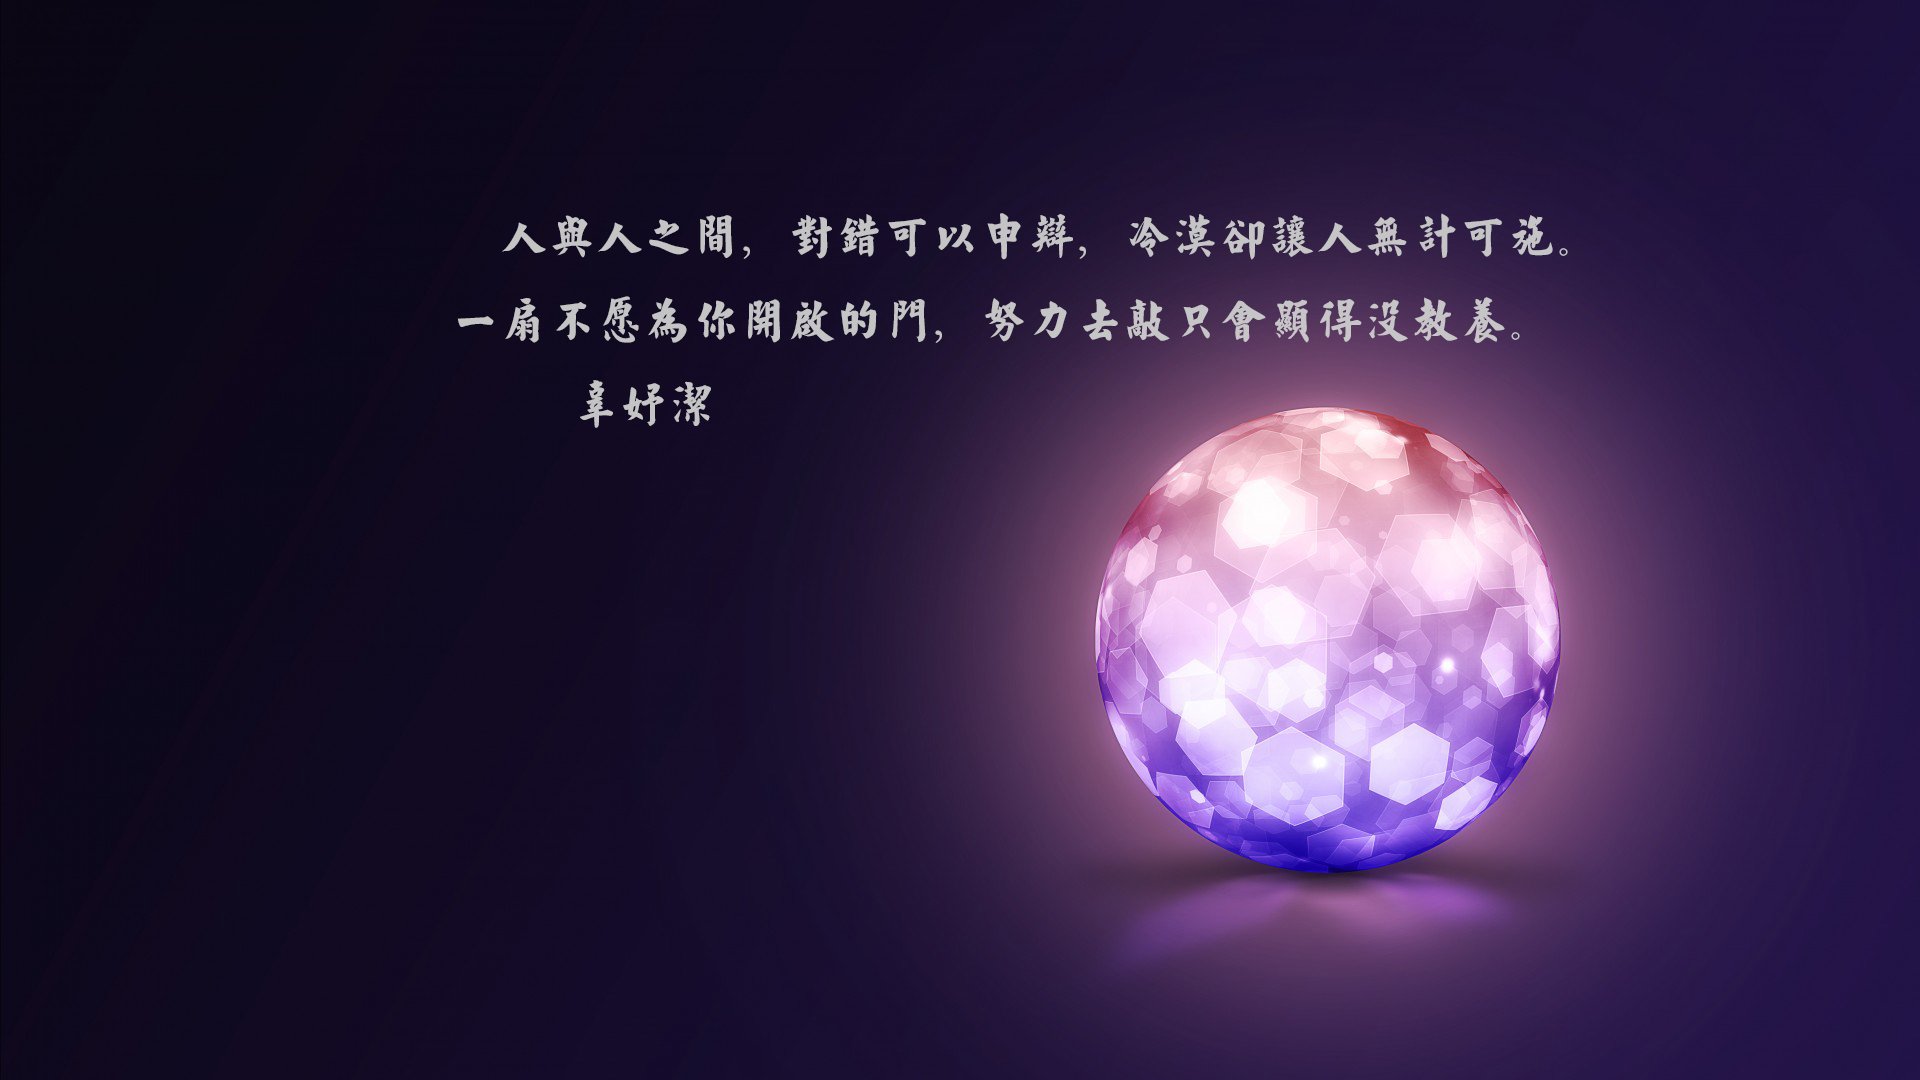 人與人之間，對錯可以申辯，冷漠卻讓人無計可施。
一扇不愿為你開啟的門，努力去敲只會顯得没教養。
辜妤潔